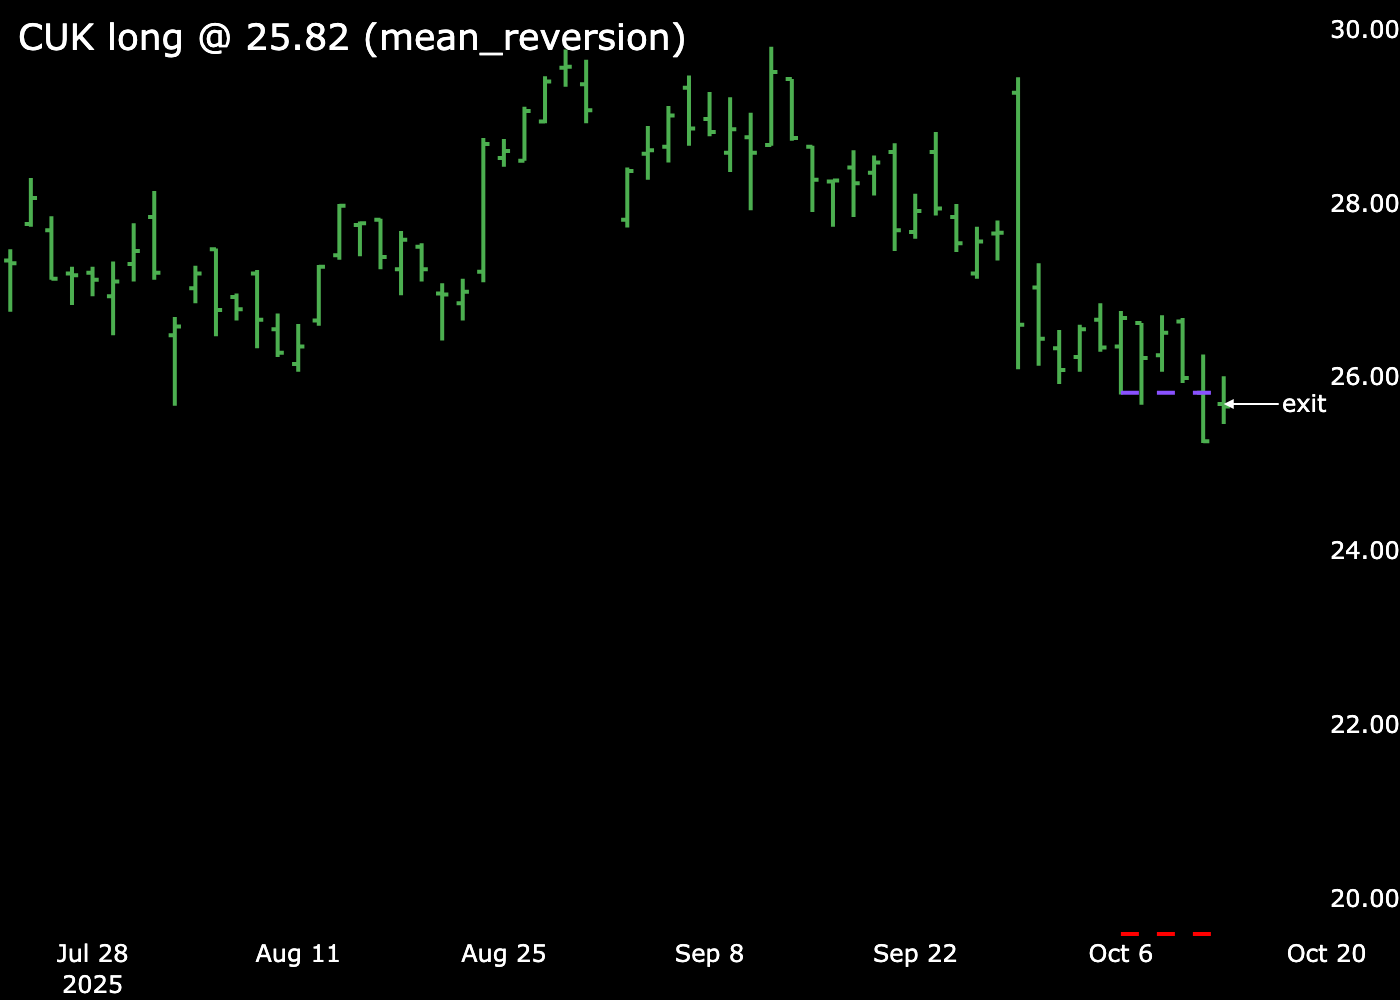 CUK long @ 25.82 (mean_reversion)
30.00
28.00
26.00
exit
24.00
22.00
20.00
Jul 28
2025
Aug 11
Aug 25
Sep 8
Sep 22
Oct 6
Oct 20